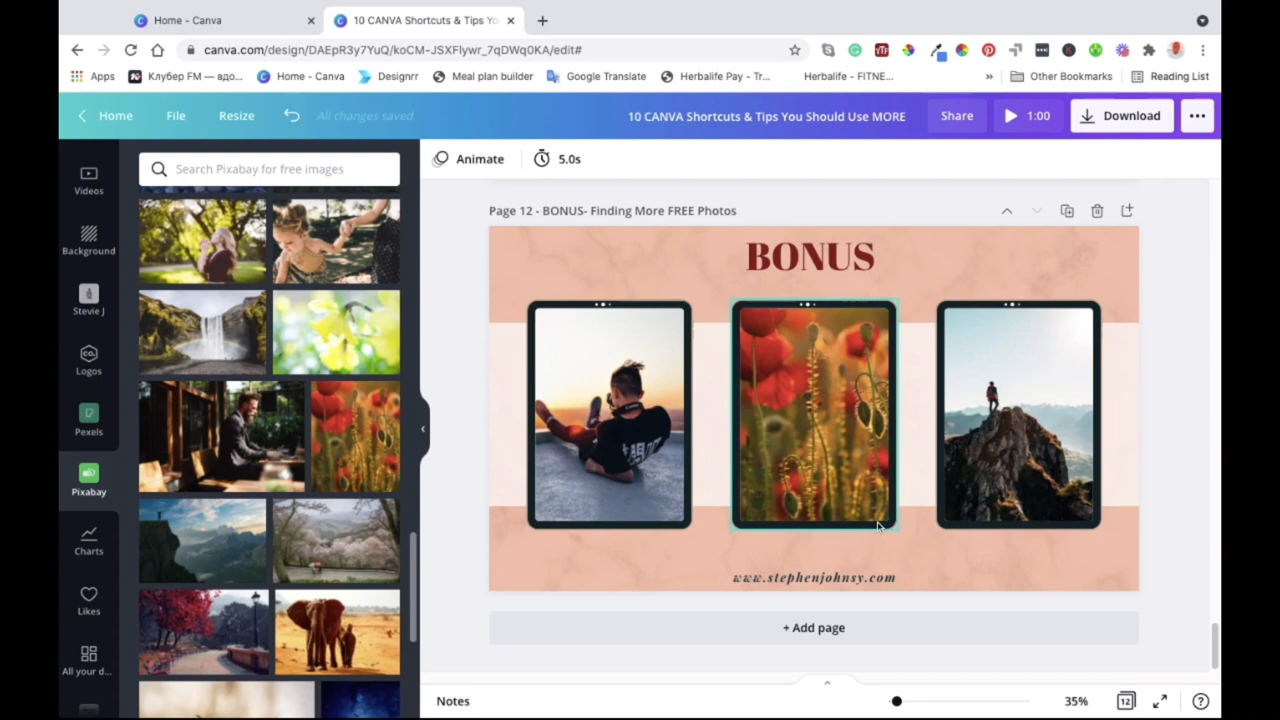 Home - Canva
10 CANVA Shortcuts & Tips Yo
canva.com/design/DAEpR3y7YuQ/koCM-JSXFlywr_7qDWq0KA/edit#
Apps
Клубер FM — вдо...
Home - Canva
Designrr
Meal plan builder
Google Translate
Herbalife Pay - Tr...
Herbalife - FITNE...
»
Other Bookmarks
Reading List
Home
File
Resize
All changes saved
10 CANVA Shortcuts & Tips You Should Use MORE
Share
1:00
Download
Videos
Background
Stevie J
Logos
CO.
Pexels
Pixabay
Charts
Likes
All your d...
Search Pixabay for free images
Animate
5.0s
Page 12 - BONUS- Finding More FREE Photos
BONUS
www.stephenjohnsy.com
+ Add page
Notes
35%
12